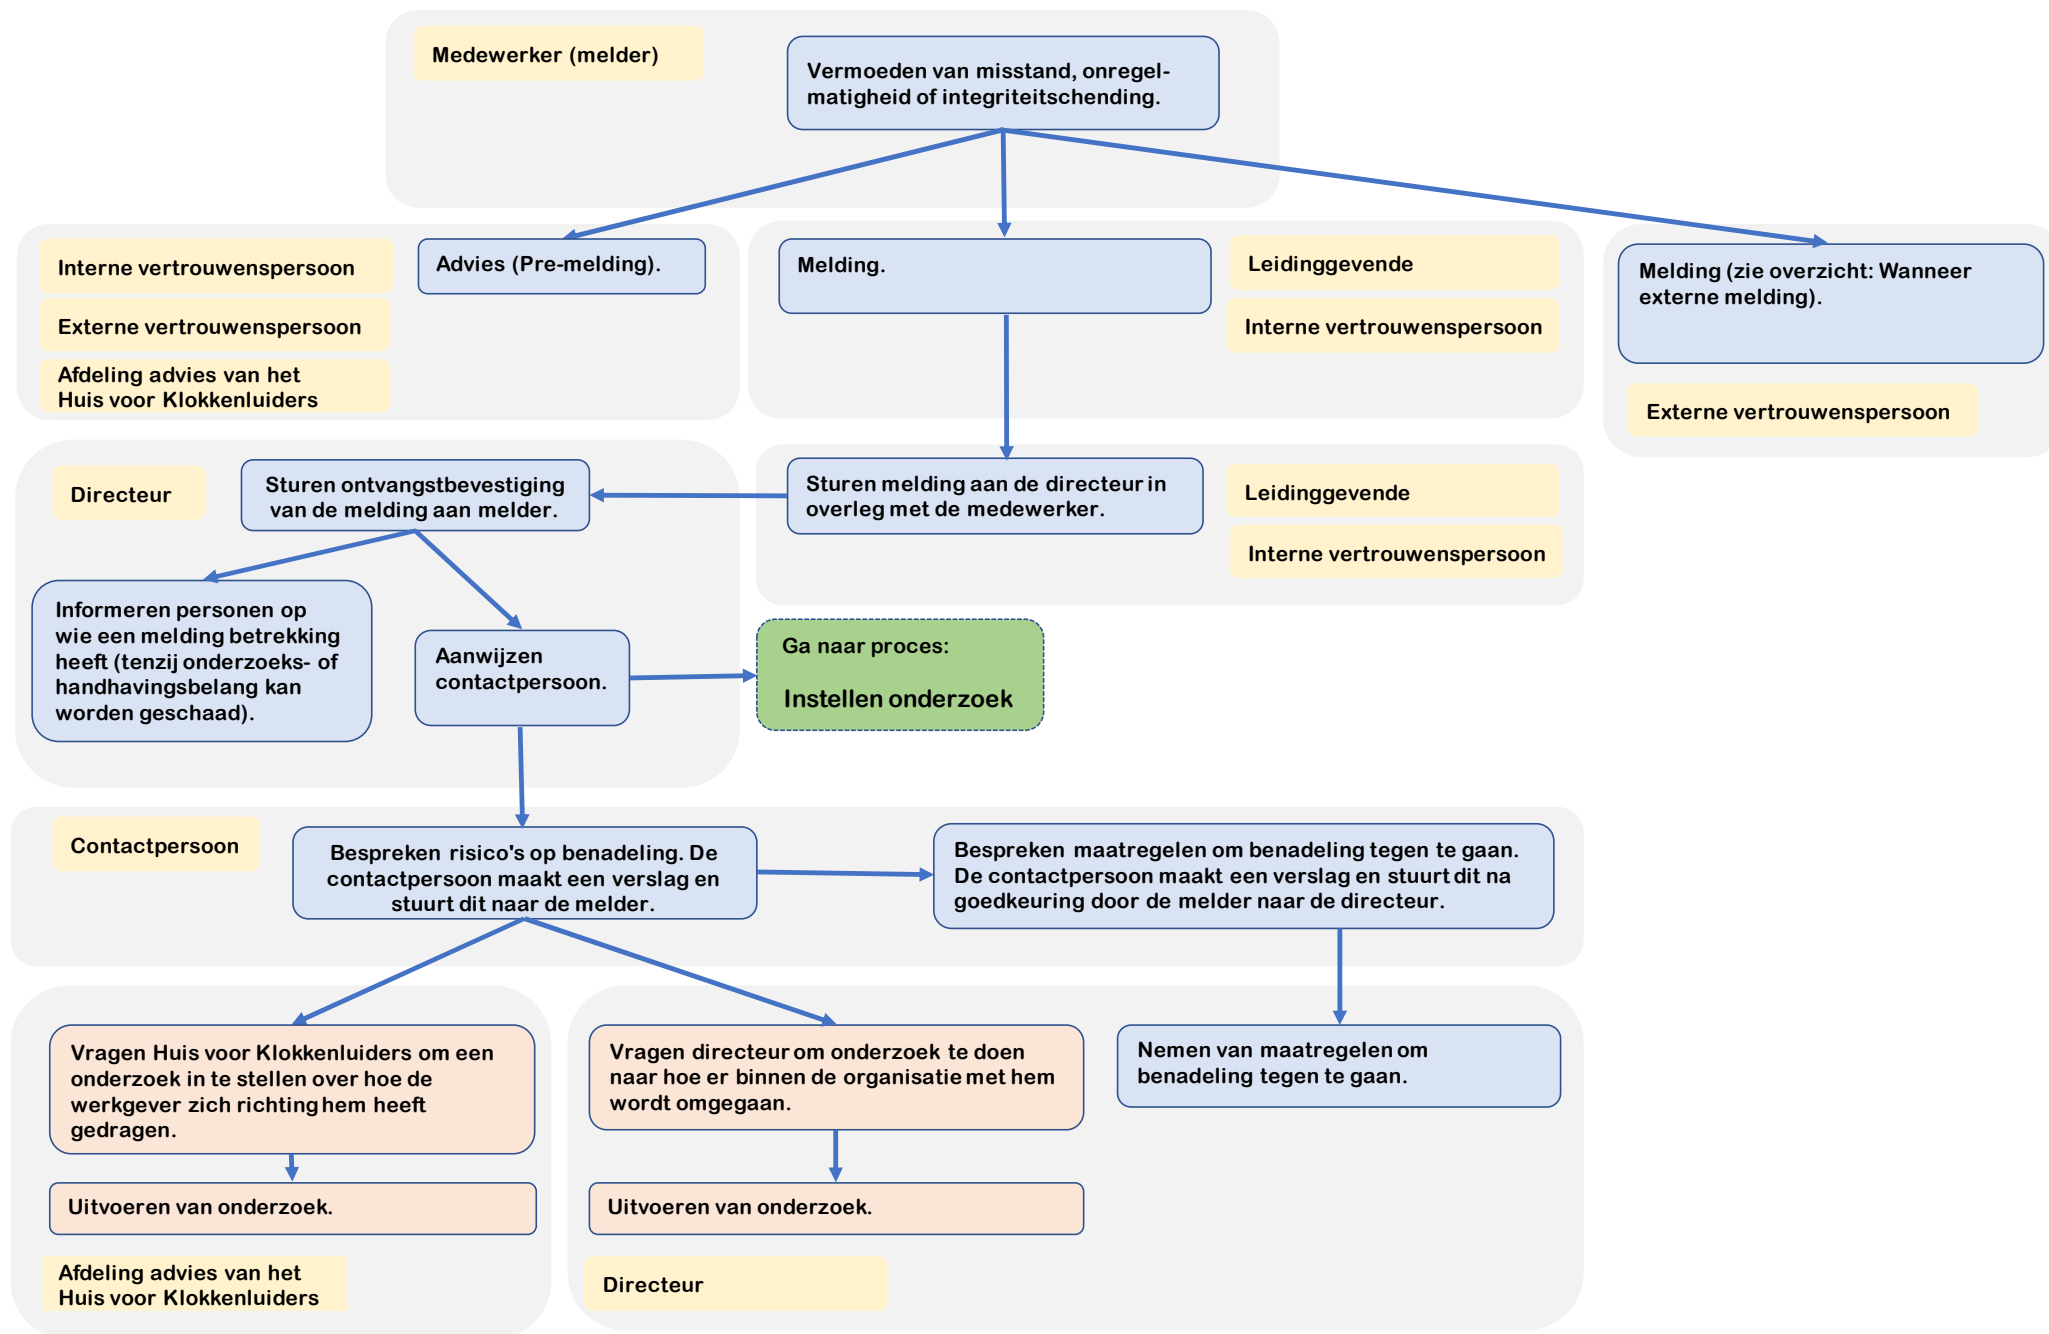 Medewerker (melder)
Vermoeden van misstand, onregel-
matigheid of integriteitschending.
Interne vertrouwenspersoon
Externe vertrouwenspersoon
Afdeling advies van het
Huis voor Klokkenluiders
Advies (Pre-melding).
Melding.
Leidinggevende
Interne vertrouwenspersoon
Melding (zie overzicht: Wanneer
externe melding).
Externe vertrouwenspersoon
Directeur
Sturen ontvangstbevestiging
van de melding aan melder.
Sturen melding aan de directeur in
overleg met de medewerker.
Leidinggevende
Interne vertrouwenspersoon
Informeren personen op
wie een melding betrekking
heeft (tenzij onderzoeks- of
handhavingsbelang kan
worden geschaad).
Aanwijzen
contactpersoon.
Ga naar proces:
Instellen onderzoek
Contactpersoon
Bespreken risico's op benadeling. De
contactpersoon maakt een verslag en
stuurt dit naar de melder.
Bespreken maatregelen om benadeling tegen te gaan.
De contactpersoon maakt een verslag en stuurt dit na
goedkeuring door de melder naar de directeur.
Vragen Huis voor Klokkenluiders om een
onderzoek in te stellen over hoe de
werkgever zich richting hem heeft
gedragen.
Uitvoeren van onderzoek.
Afdeling advies van het
Huis voor Klokkenluiders
Vragen directeur om onderzoek te doen
naar hoe er binnen de organisatie met hem
wordt omgegaan.
Uitvoeren van onderzoek.
Directeur
Nemen van maatregelen om
benadeling tegen te gaan.